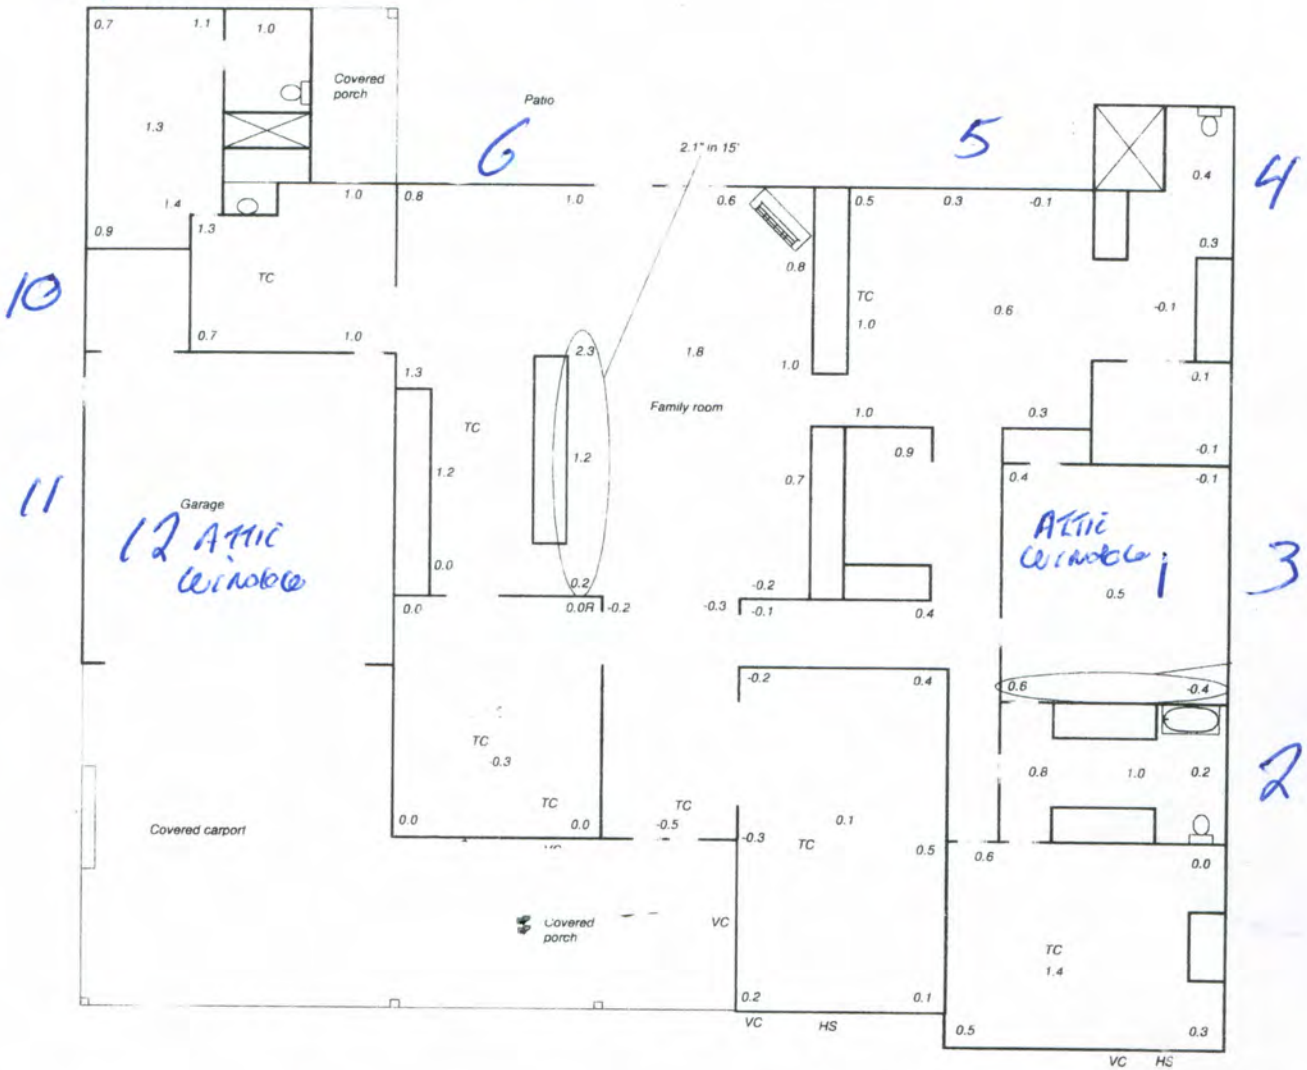 0.7
1.1
1.0
Covered
porch
Patio
6
5
1.3
2.1" in 15'
4
0.4
1.4
1.0
0.8
1.0
0.6
0.5
0.3
-0.1
0.9
1.3
0.3
10
TC
0.8
TC
1.0
0.6
-0.1
0.7
1.0
2.3
1.8
1.3
1.0
-0.1
Family room
1.0
0.3
TC
0.9
-0.1
1.2
1.2
0.7
0.4
-0.1
11
Garage
12 ATTIC
WINDOW
ATTIC
WINDOW 1
3
0.5
0.0
0.2
-0.2
0.0
0.0R
-0.2
-0.3
-0.1
0.4
-0.2
0.4
0.6
-0.4
TC
-0.3
0.8
1.0
0.2
2
TC
TC
0.0
0.0
-0.5
-0.3
0.1
TC
0.5
0.6
0.0
Covered carport
VC
Covered
porch
VC
TC
1.4
0.2
0.1
VC
HS
0.5
0.3
VC
HS